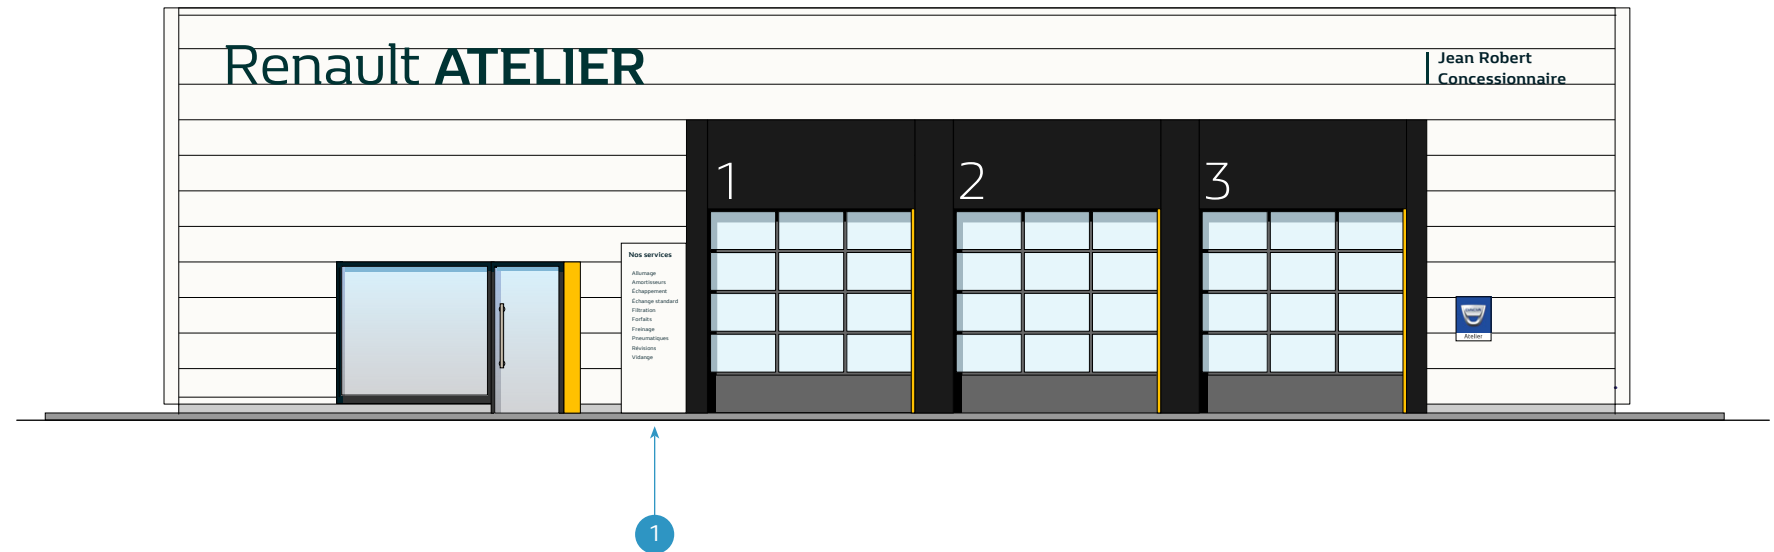 Renault ATELIER
Jean Robert
Concessionnaire
1
2
3
Nos services
Allumage
Amortisseurs
Échappement
Échange standard
Filtration
Forfaits
Freinage
Pneumatiques
Révisions
Vidange
Atelier
1